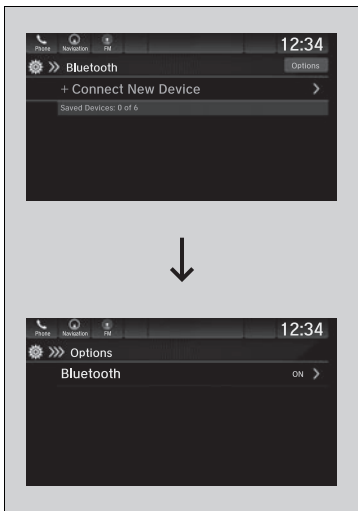 Phone Navigation FM 12:34
Bluetooth Options
+ Connect New Device
Saved Devices: 0 of 6
Phone Navigation FM 12:34
Options
Bluetooth ON